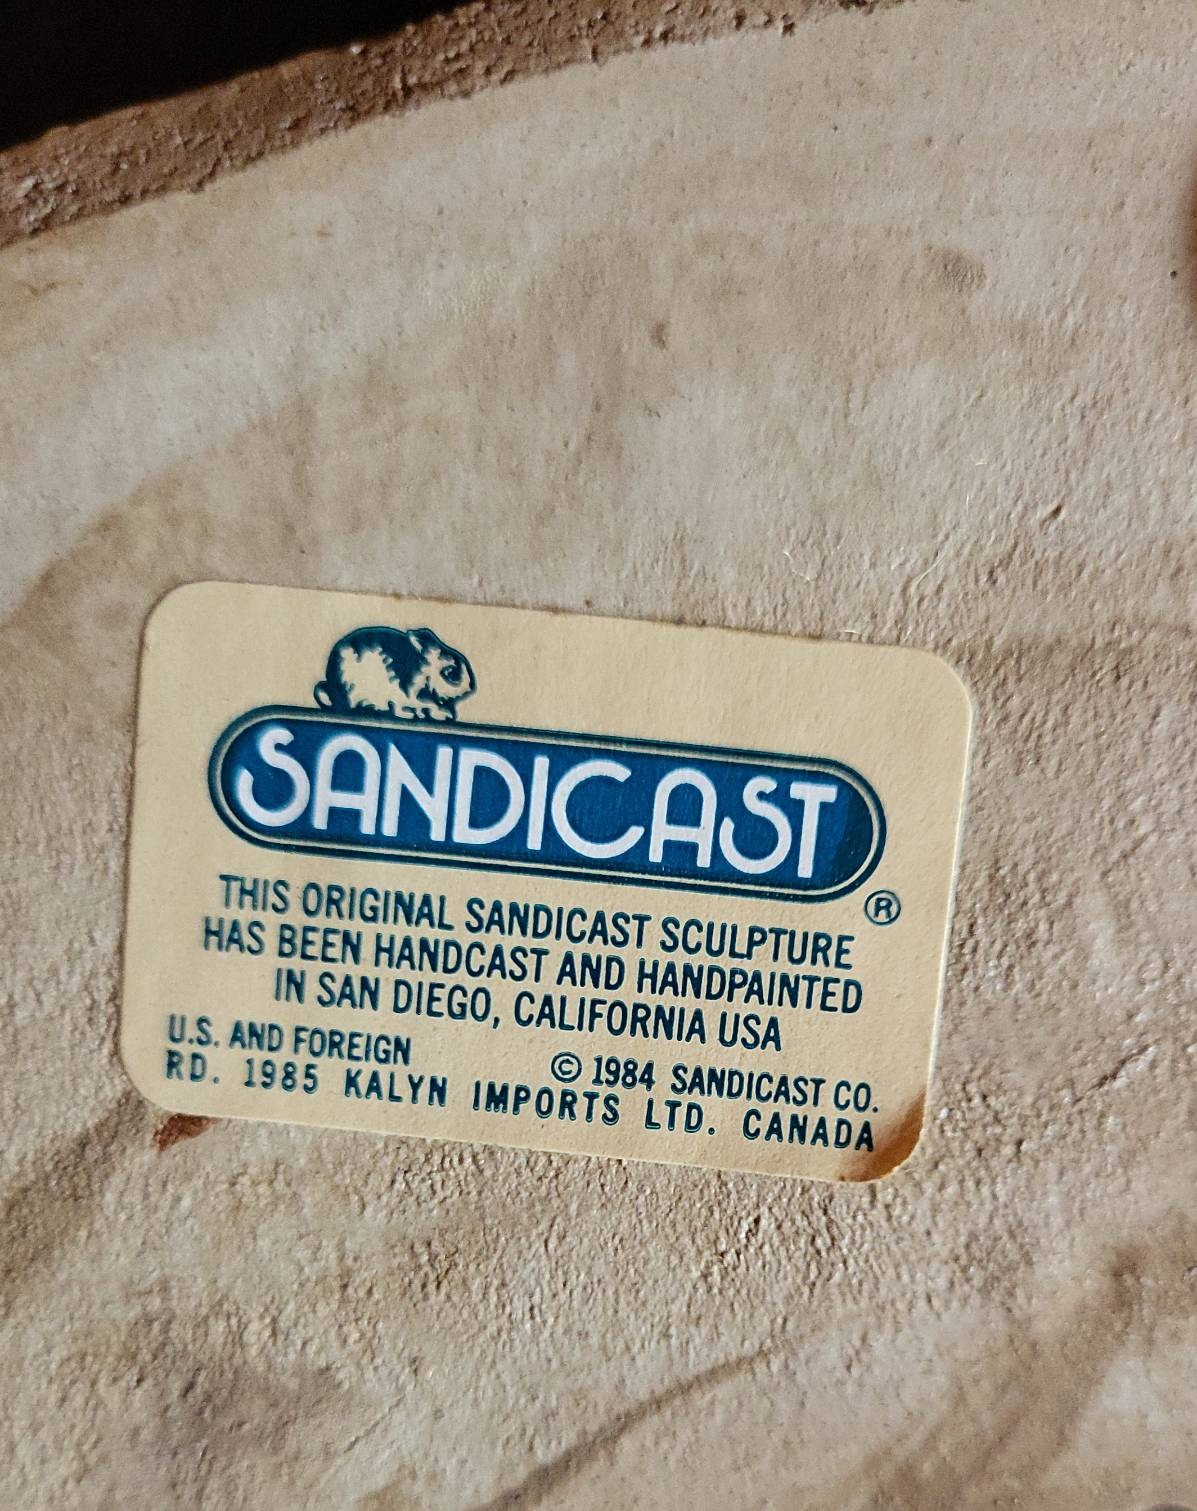 SANDICAST
®
THIS ORIGINAL SANDICAST SCULPTURE
HAS BEEN HANDCAST AND HANDPAINTED
IN SAN DIEGO, CALIFORNIA USA
U.S. AND FOREIGN
© 1984 SANDICAST CO.
RD. 1985 KALYN IMPORTS LTD. CANADA